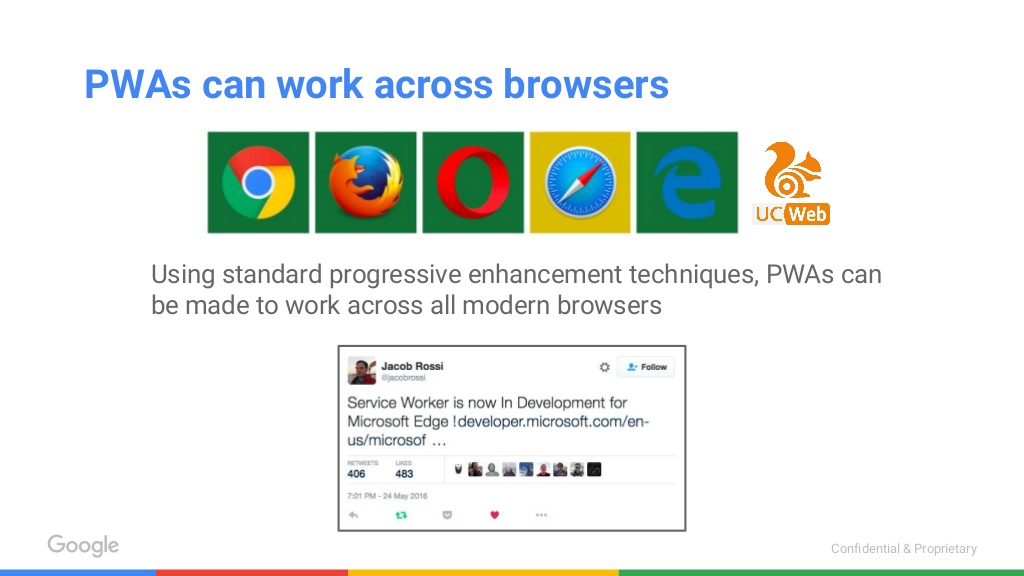 PWAs can work across browsers
UC Web
Using standard progressive enhancement techniques, PWAs can
be made to work across all modern browsers
Jacob Rossi
@jacobrossi
Follow
Service Worker is now In Development for
Microsoft Edge !developer.microsoft.com/en-
us/microsof …
RETWEETS LIKES
406 483
7:01 PM - 24 May 2016
Google
Confidential & Proprietary